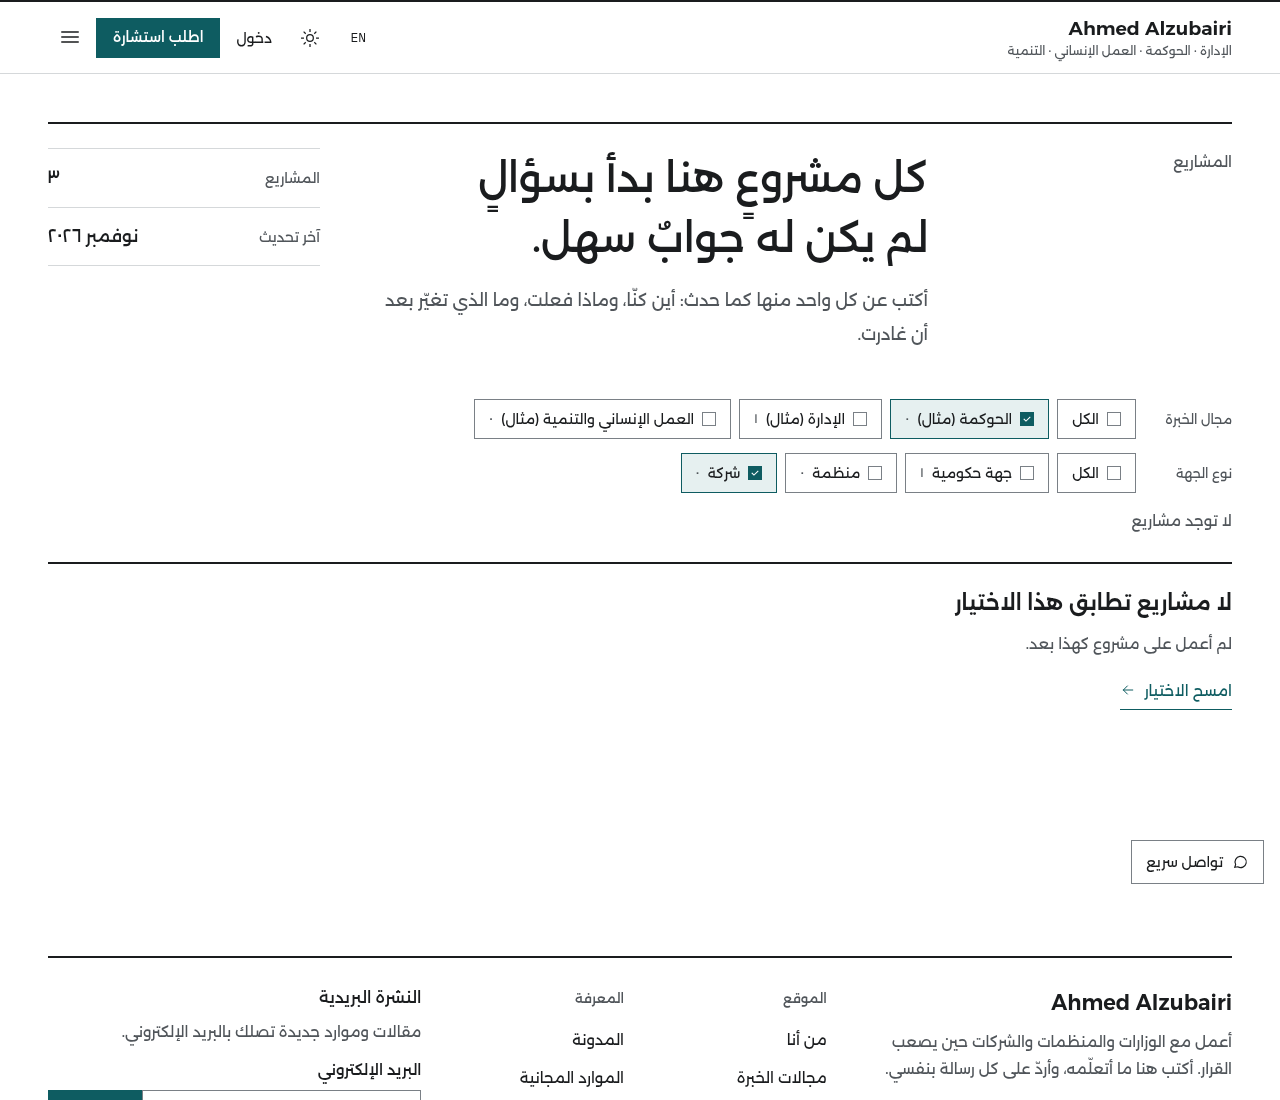 Ahmed Alzubairi
الإدارة · الحوكمة · العمل الإنساني · التنمية
EN
دخول
اطلب استشارة
المشاريع
كل مشروعٍ هنا بدأ بسؤالٍ
لم يكن له جوابٌ سهل.
أكتب عن كل واحد منها كما حدث: أين كنّا، وماذا فعلت، وما الذي تغيّر بعد
أن غادرت.
المشاريع ٣
آخر تحديث نوفمبر ٢٠٢٦
مجال الخبرة الكل الحوكمة (مثال) ٠ الإدارة (مثال) ١ العمل الإنساني والتنمية (مثال) ٠
نوع الجهة الكل جهة حكومية ١ منظمة ٠ شركة ٠
لا توجد مشاريع
لا مشاريع تطابق هذا الاختيار
لم أعمل على مشروع كهذا بعد.
امسح الاختيار ←
تواصل سريع
Ahmed Alzubairi
أعمل مع الوزارات والمنظمات والشركات حين يصعب
القرار. أكتب هنا ما أتعلّمه، وأردّ على كل رسالة بنفسي.
الموقع
من أنا
مجالات الخبرة
المعرفة
المدونة
الموارد المجانية
النشرة البريدية
مقالات وموارد جديدة تصلك بالبريد الإلكتروني.
البريد الإلكتروني